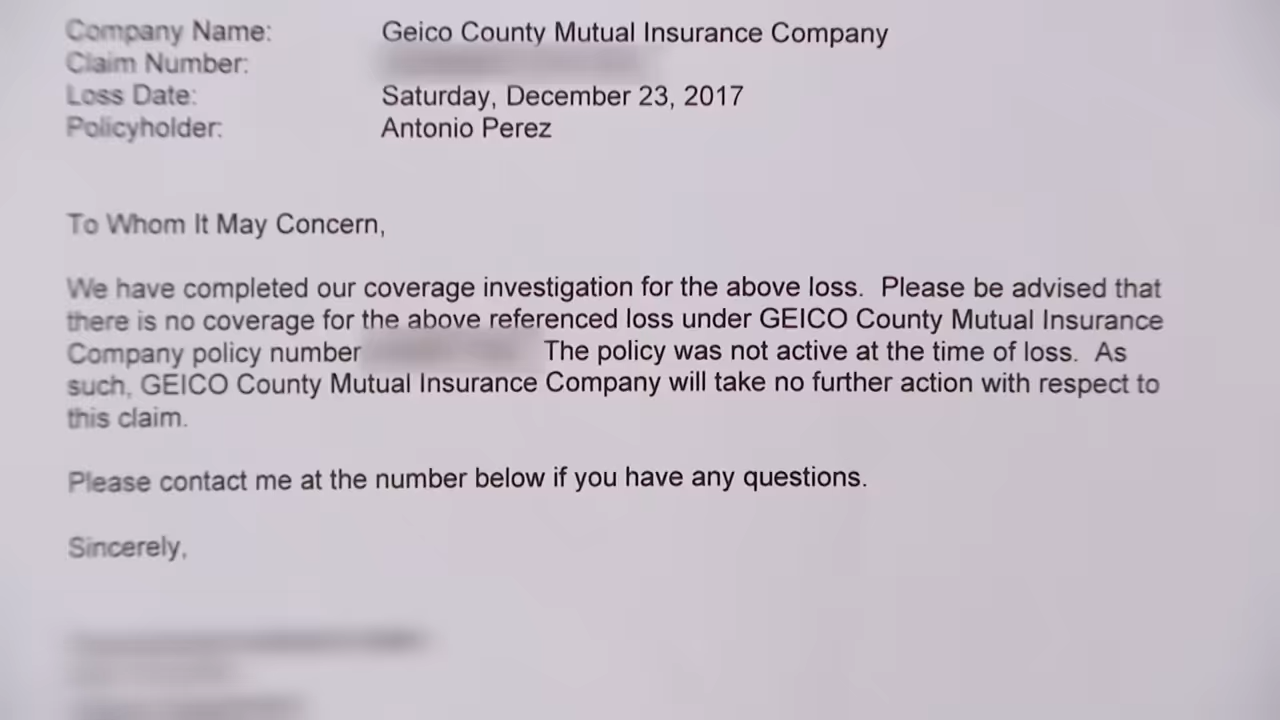 Company Name: Geico County Mutual Insurance Company
Claim Number:
Loss Date: Saturday, December 23, 2017
Policyholder: Antonio Perez
To Whom It May Concern,
We have completed our coverage investigation for the above loss. Please be advised that
there is no coverage for the above referenced loss under GEICO County Mutual Insurance
Company policy number The policy was not active at the time of loss. As
such, GEICO County Mutual Insurance Company will take no further action with respect to
this claim.
Please contact me at the number below if you have any questions.
Sincerely,